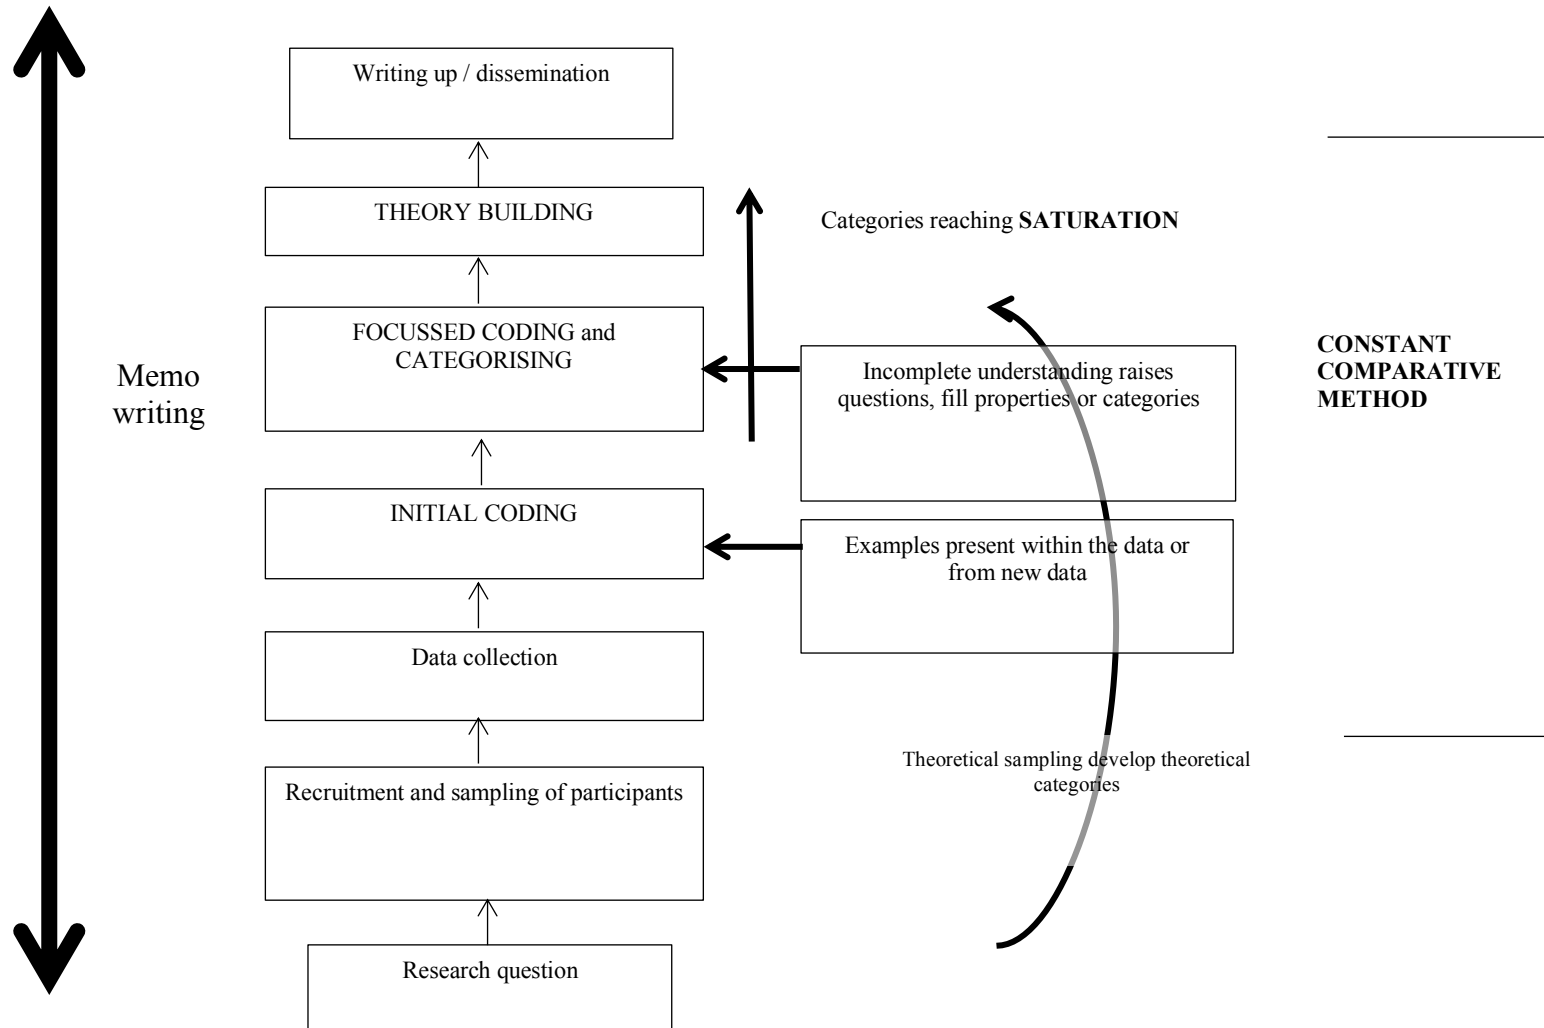 Writing up / dissemination
THEORY BUILDING
Categories reaching SATURATION
FOCUSSED CODING and
CATEGORISING
Memo
writing
Incomplete understanding raises
questions, fill properties or categories
CONSTANT
COMPARATIVE
METHOD
INITIAL CODING
Examples present within the data or
from new data
Data collection
Theoretical sampling develop theoretical
categories
Recruitment and sampling of participants
Research question